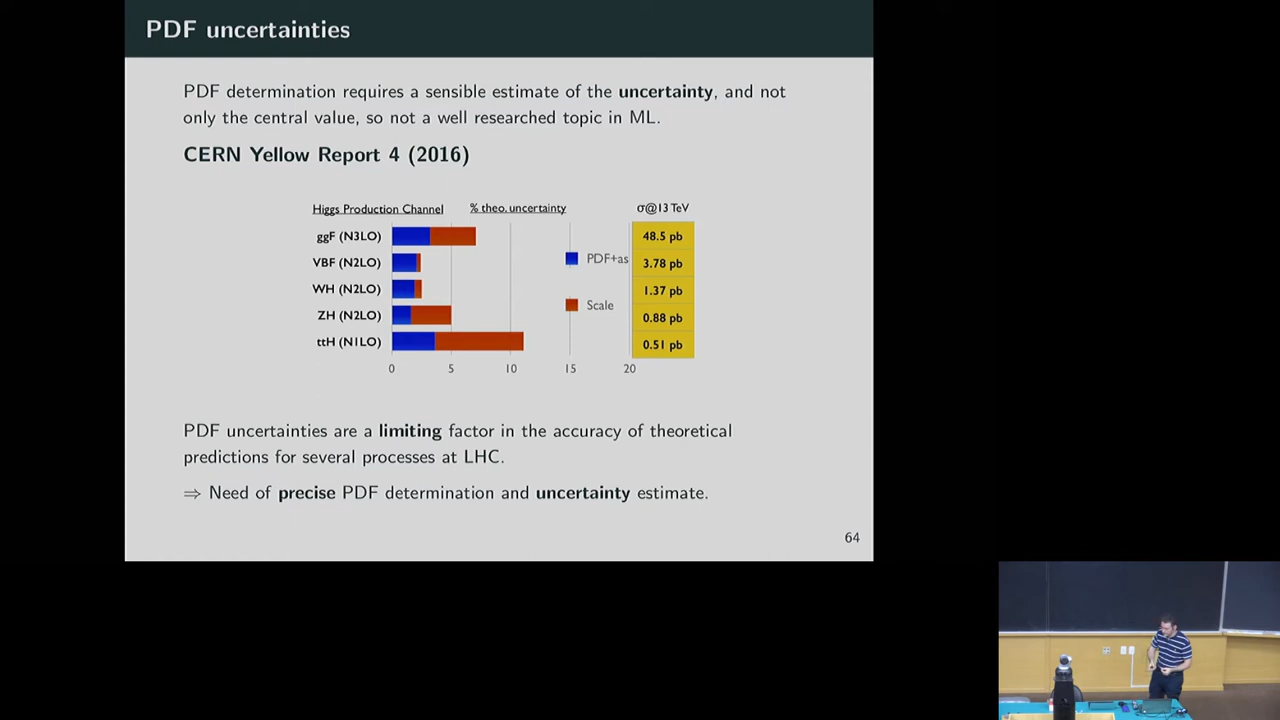 PDF uncertainties
PDF determination requires a sensible estimate of the uncertainty, and not
only the central value, so not a well researched topic in ML.
CERN Yellow Report 4 (2016)
Higgs Production Channel % theo. uncertainty σ@13 TeV
ggF (N3LO) 48.5 pb
VBF (N2LO) PDF+as 3.78 pb
WH (N2LO) 1.37 pb
Scale
ZH (N2LO) 0.88 pb
ttH (N1LO) 0.51 pb
0 5 10 15 20
PDF uncertainties are a limiting factor in the accuracy of theoretical
predictions for several processes at LHC.
⇒ Need of precise PDF determination and uncertainty estimate.
64